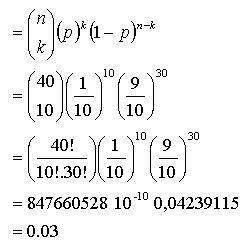 = (n k) (p)^k (1 − p)^{n−k}
= (40 10) (1/10)^10 (9/10)^30
= (40!/10!.30!) (1/10)^10 (9/10)^30
= 847660528 10^-10 0,04239115
= 0.03